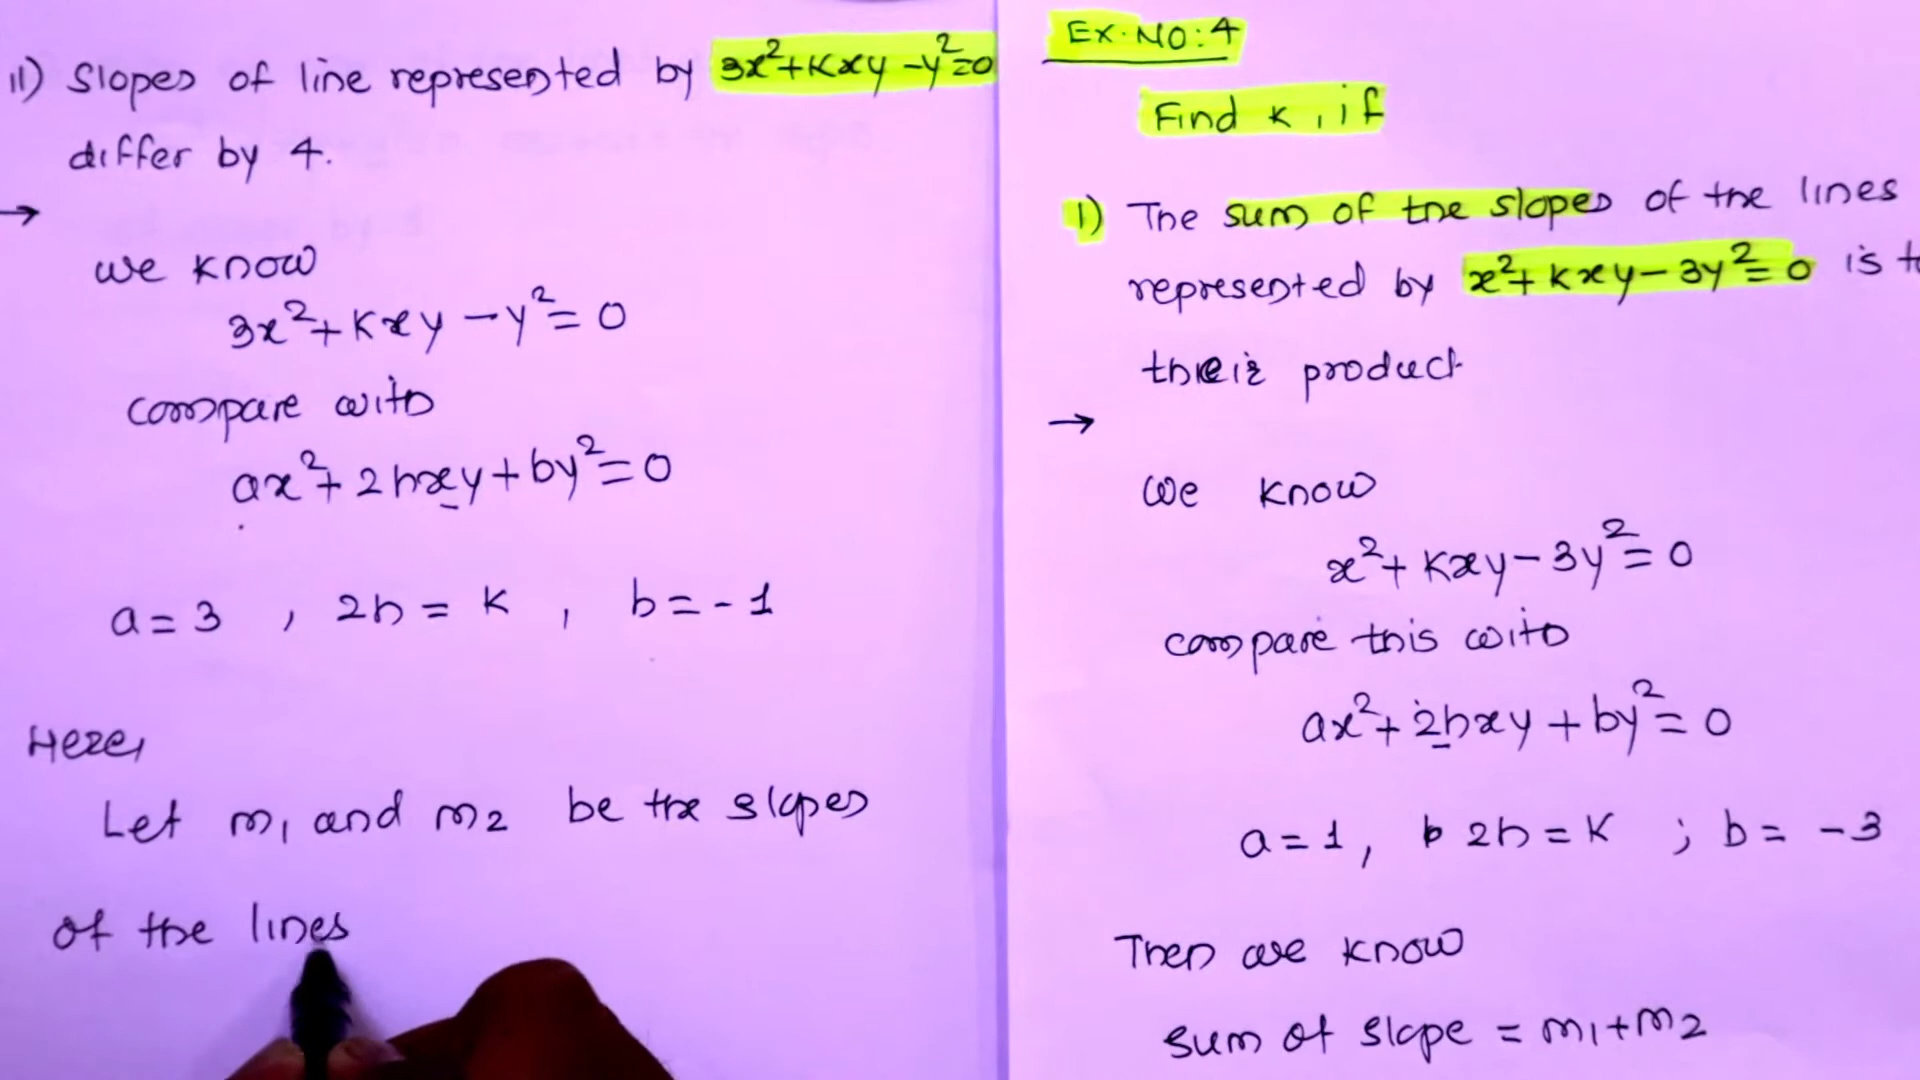 II) Slopes of line represented by 3x²+Kxy-y²=0
differ by 4.
→
we know
3x²+Kxy-y²=0
compare with
ax²+2hxy+by²=0
a=3 , 2h=K , b=-1
Here,
Let m₁ and m₂ be the slopes
of the lines
Ex.NO:4
Find K, if
I) The sum of the slopes of the lines
represented by x²+Kxy-3y²=0 is
their product
→
We know
x²+Kxy-3y²=0
compare this with
ax²+2hxy+by²=0
a=1, 2h=K ; b=-3
Then we know
sum of slope = m₁+m₂